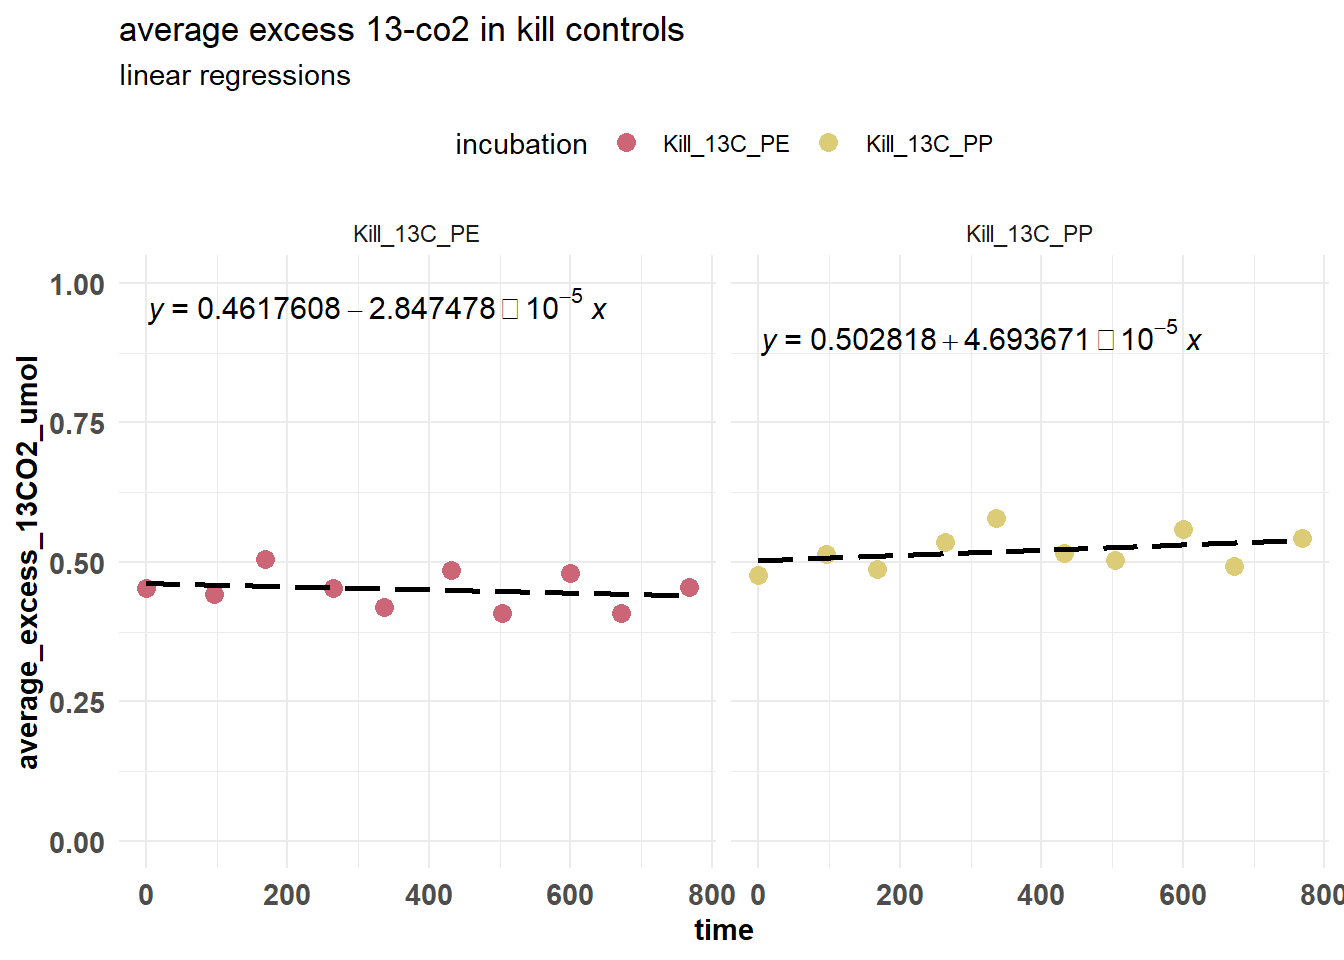 average excess 13-co2 in kill controls
linear regressions
incubation Kill_13C_PE Kill_13C_PP
Kill_13C_PE Kill_13C_PP
y = 0.4617608 − 2.847478 □ 10⁻⁵ x
y = 0.502818 + 4.693671 □ 10⁻⁵ x
average_excess_13CO2_umol
1.00
0.75
0.50
0.25
0.00
0 200 400 600 800 0 200 400 600 800
time